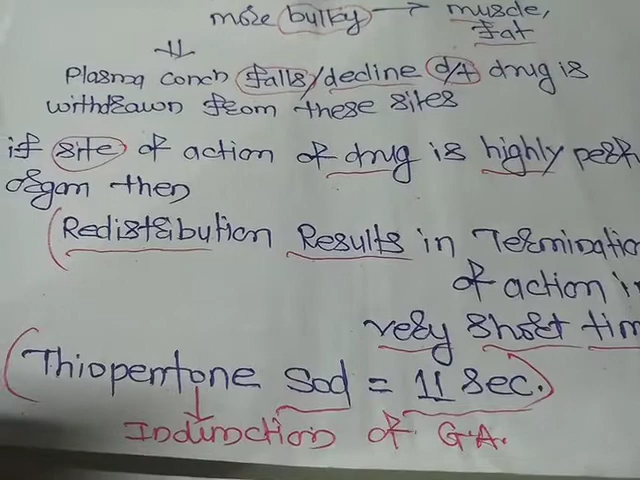 more bulky → muscle,
fat
⇓
Plasma concn falls/decline d/t drug is
withdrawn from these sites
if site of action of drug is highly perf
organ then
(Redistribution Results in Terminatio
of action in
very short tim
(Thiopentone Sod = 11 sec.)
↓
Induction of G.A.